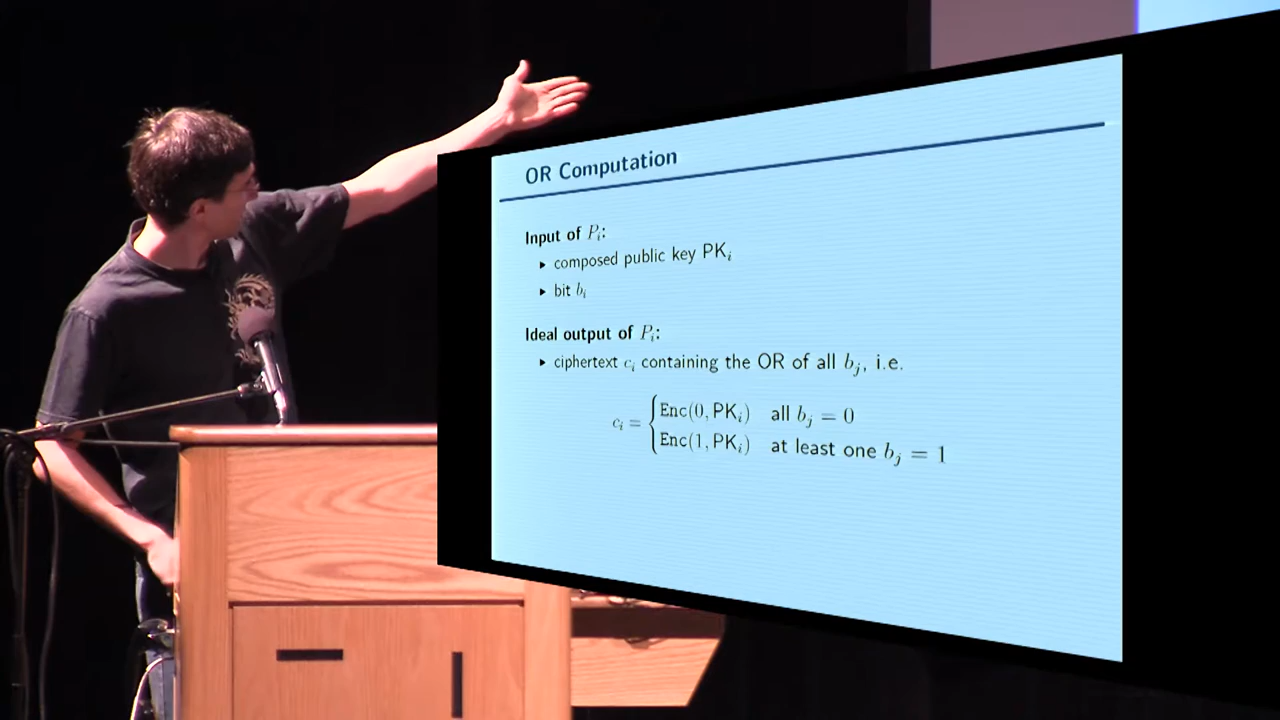 OR Computation
Input of Pᵢ:
▸ composed public key PKᵢ
▸ bit bᵢ
Ideal output of Pᵢ:
▸ ciphertext cᵢ containing the OR of all bⱼ, i.e.
cᵢ = { Enc(0, PKᵢ) all bⱼ = 0
Enc(1, PKᵢ) at least one bⱼ = 1